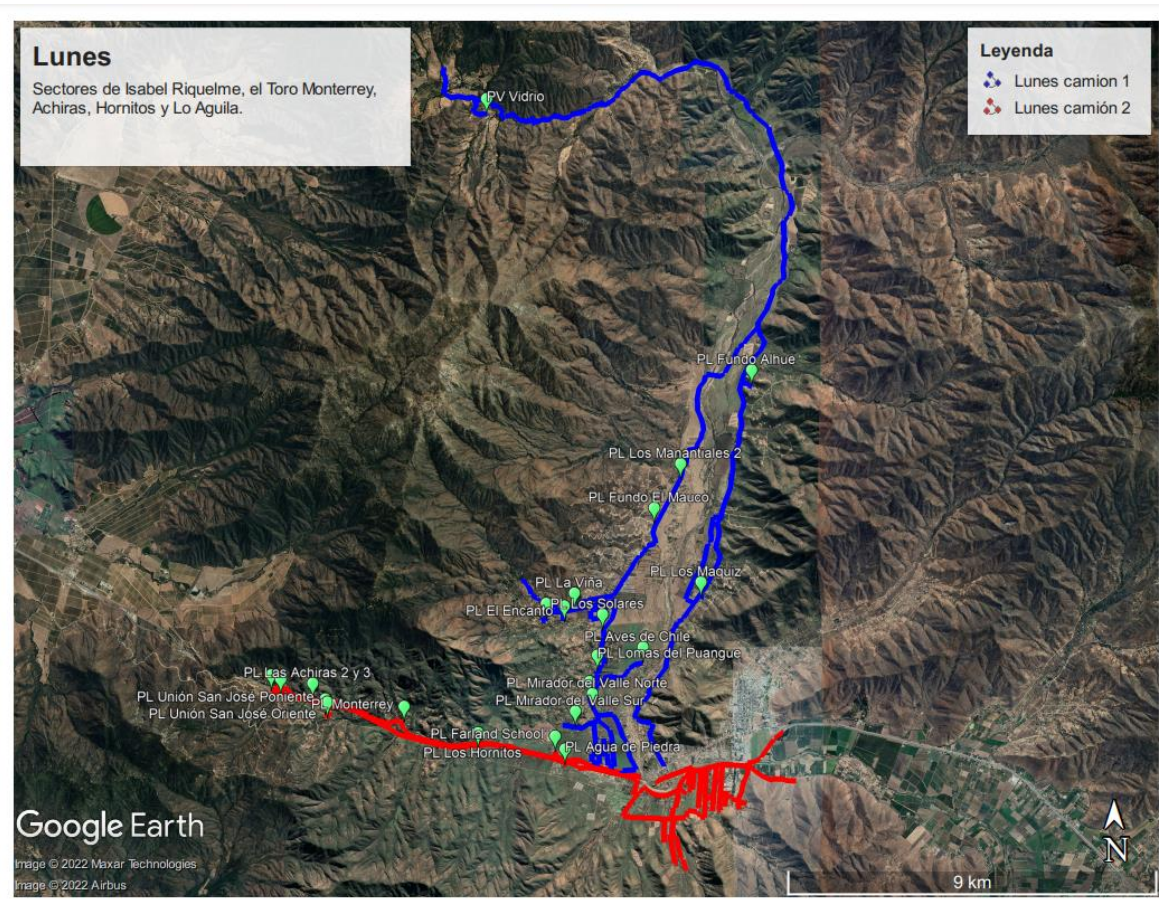 Lunes
Sectores de Isabel Riquelme, el Toro Monterrey,
Achiras, Hornitos y Lo Aguila.
Leyenda
Lunes camion 1
Lunes camión 2
PV Vidrio
PL Fundo Alhue
PL Los Manantiales 2
PL Fundo El Mauco
PL Los Maquiz
PL La Viña
PL El Encanto
PL Los Solares
PL Aves de Chile
PL Lomas del Puangue
PL Las Achiras 2 y 3
PL Mirador del Valle Norte
PL Unión San José Poniente
PL Monterrey
PL Mirador del Valle Sur
PL Unión San José Oriente
PL Farland School
PL Agua de Piedra
PL Los Hornitos
Google Earth
Image © 2022 Maxar Technologies
Image © 2022 Airbus
N
9 km